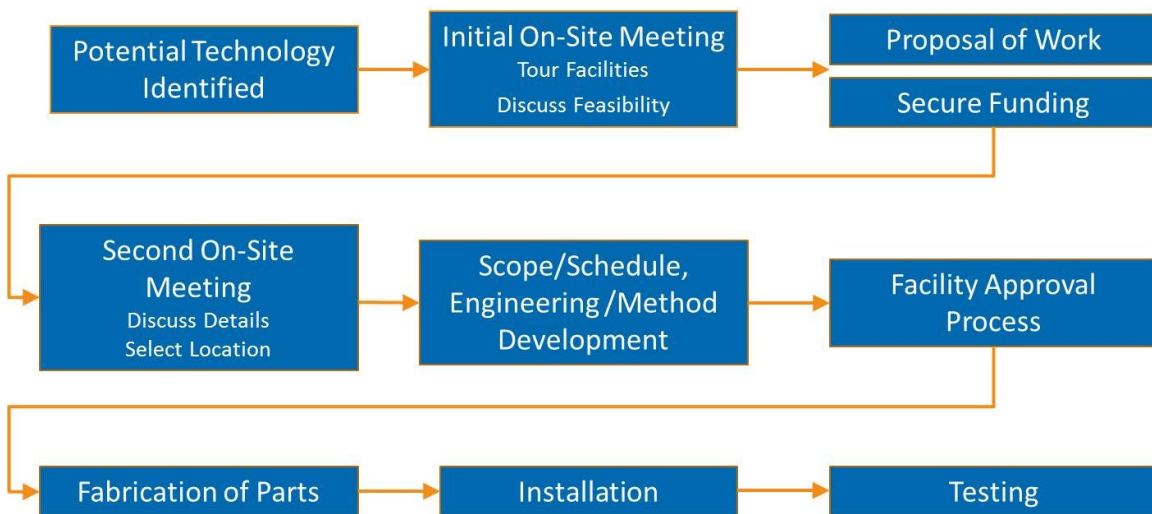 Potential Technology
Identified
Initial On-Site Meeting
Tour Facilities
Discuss Feasibility
Proposal of Work
Secure Funding
Second On-Site
Meeting
Discuss Details
Select Location
Scope/Schedule,
Engineering /Method
Development
Facility Approval
Process
Fabrication of Parts
Installation
Testing